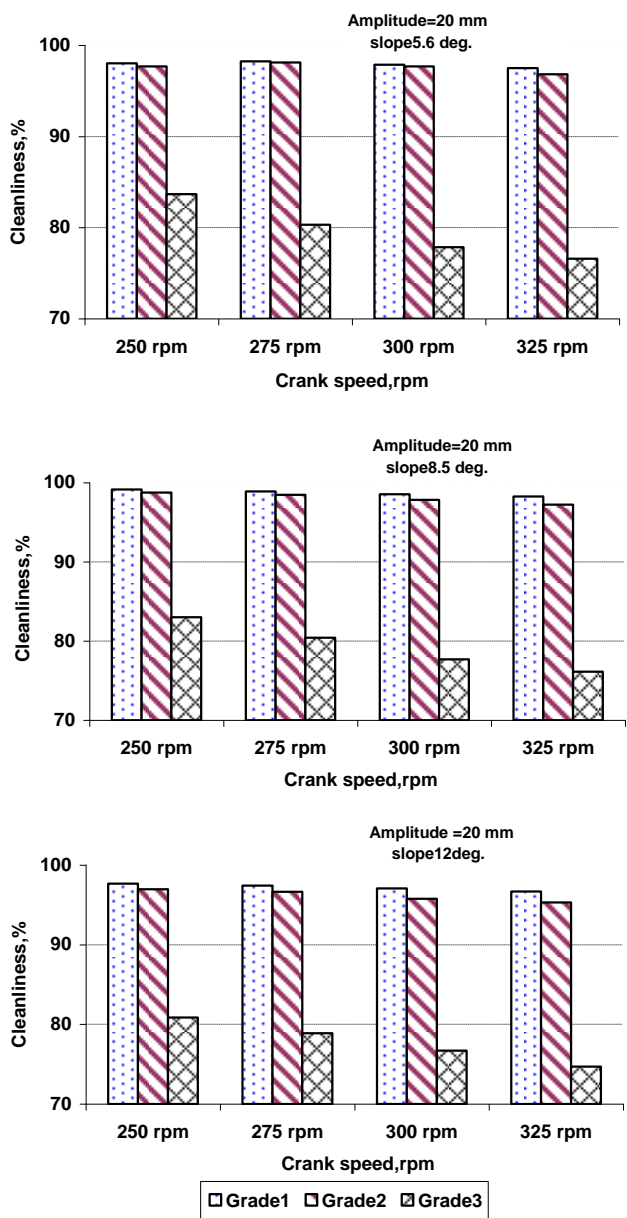 Amplitude=20 mm
slope5.6 deg.
Cleanliness,%
100
90
80
70
250 rpm 275 rpm 300 rpm 325 rpm
Crank speed,rpm
Amplitude=20 mm
slope8.5 deg.
Cleanliness,%
100
90
80
70
250 rpm 275 rpm 300 rpm 325 rpm
Crank speed,rpm
Amplitude =20 mm
slope12deg.
Cleanliness,%
100
90
80
70
250 rpm 275 rpm 300 rpm 325 rpm
Crank speed,rpm
Grade1 Grade2 Grade3